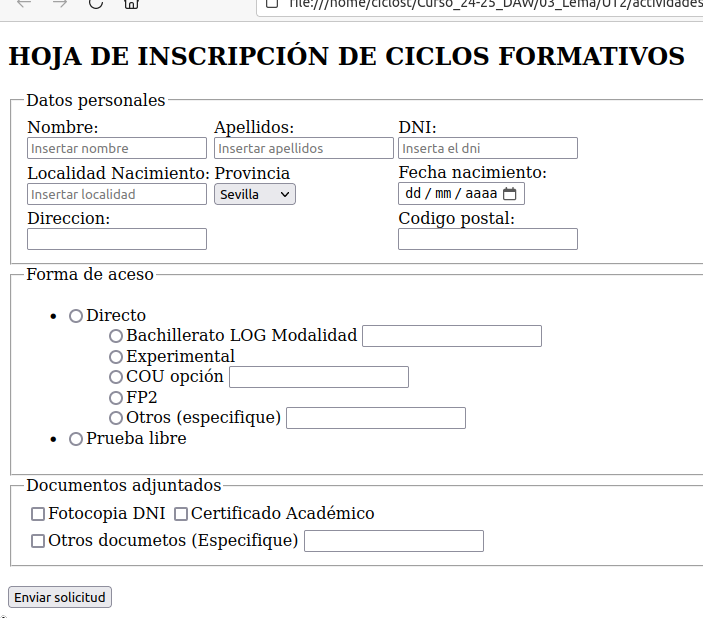 file:///home/ciclost/Curso_24-25_DAW/03_Lema/UT2/actividades
HOJA DE INSCRIPCIÓN DE CICLOS FORMATIVOS
Datos personales
Nombre: Apellidos: DNI:
Insertar nombre Insertar apellidos Inserta el dni
Localidad Nacimiento: Provincia Fecha nacimiento:
Insertar localidad Sevilla dd / mm / aaaa
Direccion: Codigo postal:
Forma de aceso
Directo
Bachillerato LOG Modalidad
Experimental
COU opción
FP2
Otros (especifique)
Prueba libre
Documentos adjuntados
Fotocopia DNI Certificado Académico
Otros documetos (Especifique)
Enviar solicitud